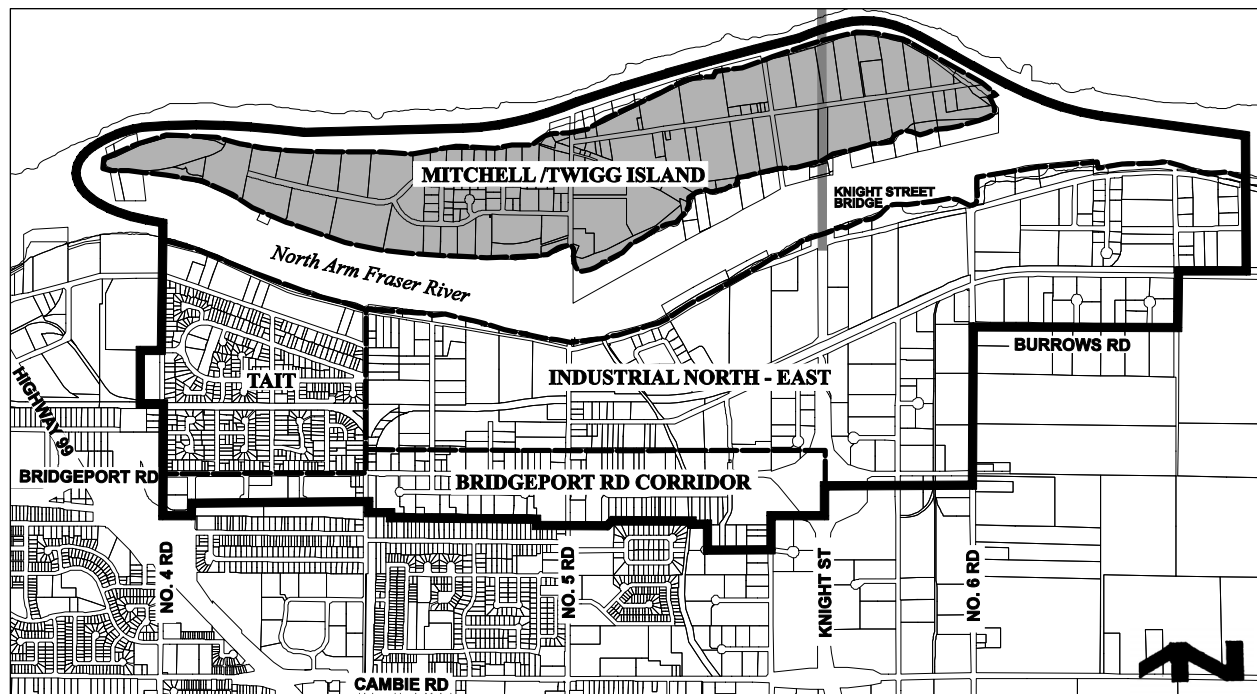 MITCHELL /TWIGG ISLAND
KNIGHT STREET
BRIDGE
North Arm Fraser River
BURROWS RD
TAIT
INDUSTRIAL NORTH - EAST
HIGHWAY 99
BRIDGEPORT RD
BRIDGEPORT RD CORRIDOR
NO. 4 RD
NO. 5 RD
KNIGHT ST
NO. 6 RD
CAMBIE RD